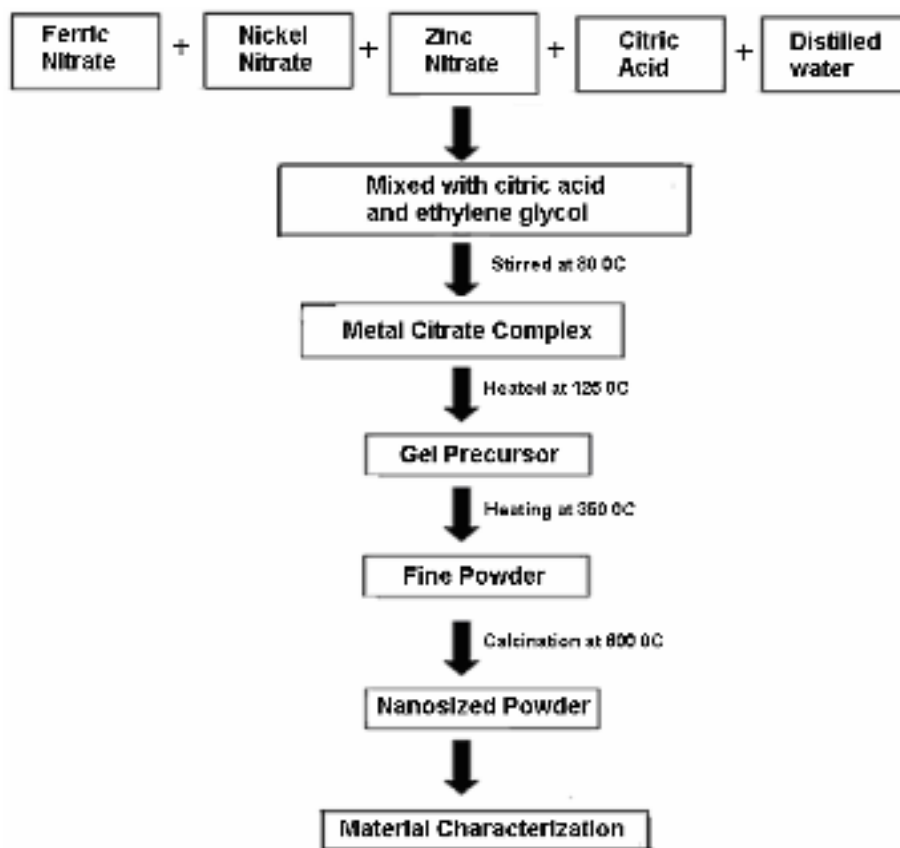 Ferric
Nitrate
+
Nickel
Nitrate
+
Zinc
Nitrate
+
Citric
Acid
+
Distilled
water
Mixed with citric acid
and ethylene glycol
Stirred at 80 0C
Metal Citrate Complex
Heated at 125 0C
Gel Precursor
Heating at 350 0C
Fine Powder
Calcination at 0C
Nanosized Powder
Material Characterization